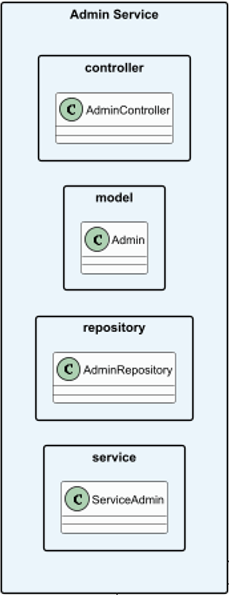 Admin Service
controller
C AdminController
model
C Admin
repository
C AdminRepository
service
C ServiceAdmin